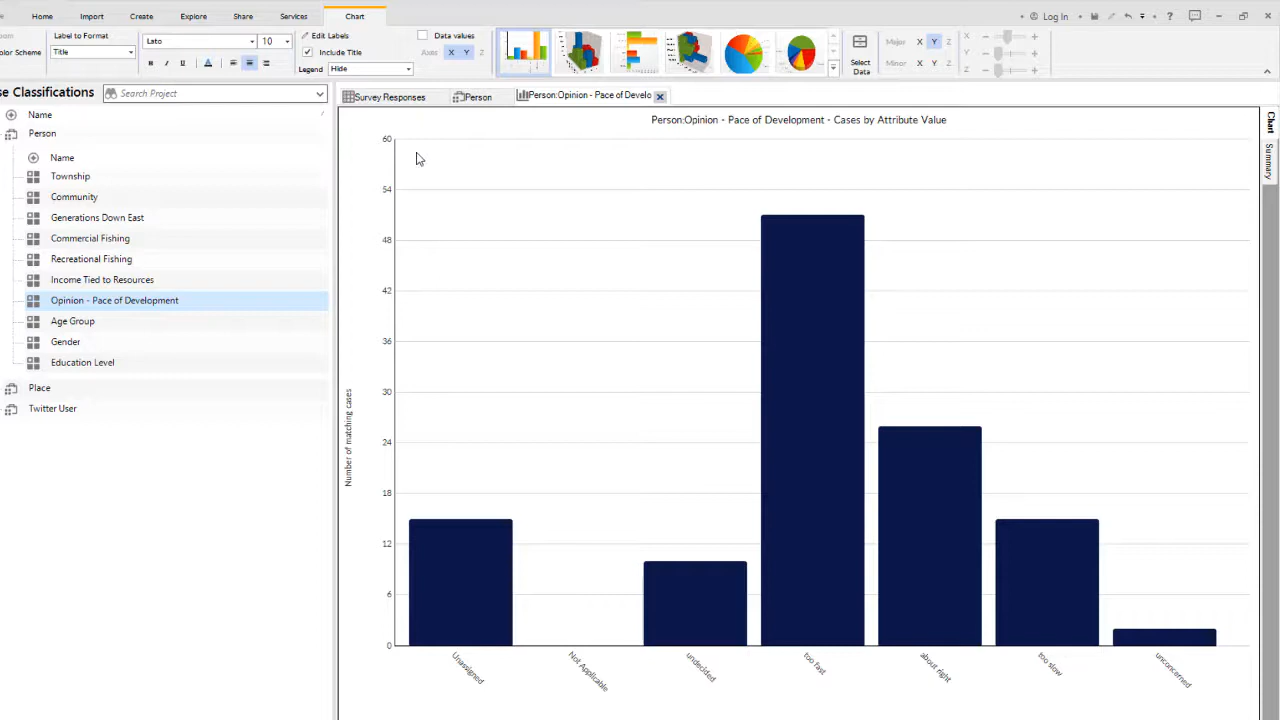 Home Import Create Explore Share Services Chart
Log In
Label to Format
olor Scheme Title
Lato 10
B I U A
Edit Labels
Include Title
Legend Hide
Data values
Axes X Y Z
Select
Data
Major X Y Z
Minor X Y Z
X
Y
Z
se Classifications
Search Project
Name
Person
Name
Township
Community
Generations Down East
Commercial Fishing
Recreational Fishing
Income Tied to Resources
Opinion - Pace of Development
Age Group
Gender
Education Level
Place
Twitter User
Survey Responses Person Person:Opinion - Pace of Develo
Person:Opinion - Pace of Development - Cases by Attribute Value
60
54
48
42
36
30
24
18
12
6
0
Number of matching cases
Unassigned
Not Applicable
undecided
too fast
about right
too slow
unconcerned
Chart
Summary